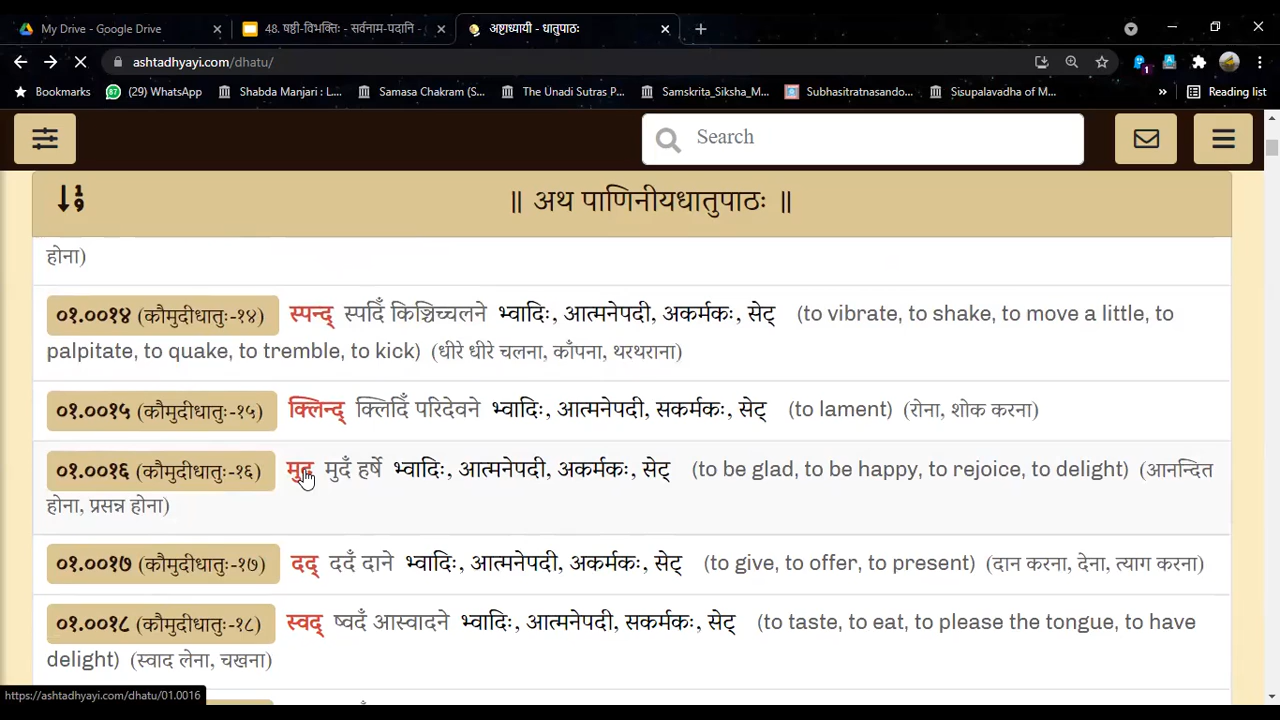 My Drive - Google Drive
48. षष्ठी-विभक्तिः - सर्वनाम-पदानि -
अष्टाध्यायी - धातुपाठः
ashtadhyayi.com/dhatu/
1
Bookmarks
(29) WhatsApp
Shabda Manjari : L...
Samasa Chakram (S...
The Unadi Sutras P...
Samskrita_Siksha_M...
Subhasitratnasando...
Sisupalavadha of M...
»
Reading list
Search
॥ अथ पाणिनीयधातुपाठः ॥
होना)
०१.००१४ (कौमुदीधातुः-१४) स्पन्द् स्पदिँ किञ्चिच्चलने भ्वादिः, आत्मनेपदी, अकर्मकः, सेट् (to vibrate, to shake, to move a little, to
palpitate, to quake, to tremble, to kick) (धीरे धीरे चलना, काँपना, थरथराना)
०१.००१५ (कौमुदीधातुः-१५) क्लिन्द् क्लिदिँ परिदेवने भ्वादिः, आत्मनेपदी, सकर्मकः, सेट् (to lament) (रोना, शोक करना)
०१.००१६ (कौमुदीधातुः-१६) मुद् मुदँ हर्षे भ्वादिः, आत्मनेपदी, अकर्मकः, सेट् (to be glad, to be happy, to rejoice, to delight) (आनन्दित
होना, प्रसन्न होना)
०१.००१७ (कौमुदीधातुः-१७) दद् ददँ दाने भ्वादिः, आत्मनेपदी, अकर्मकः, सेट् (to give, to offer, to present) (दान करना, देना, त्याग करना)
०१.००१८ (कौमुदीधातुः-१८) स्वद् ष्वदँ आस्वादने भ्वादिः, आत्मनेपदी, सकर्मकः, सेट् (to taste, to eat, to please the tongue, to have
delight) (स्वाद लेना, चखना)
https://ashtadhyayi.com/dhatu/01.0016